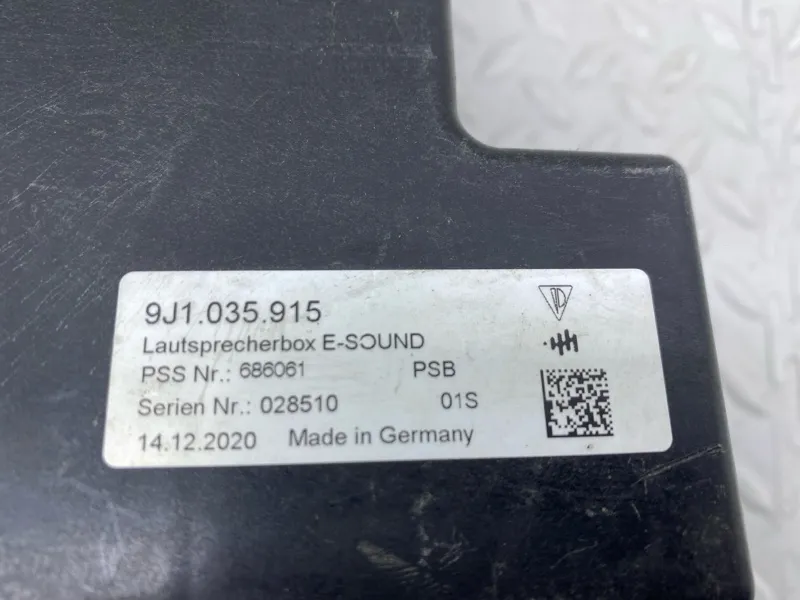 9J1.035.915
Lautsprecherbox E-SOUND
PSS Nr.: 686061 PSB
Serien Nr.: 028510 01S
14.12.2020 Made in Germany